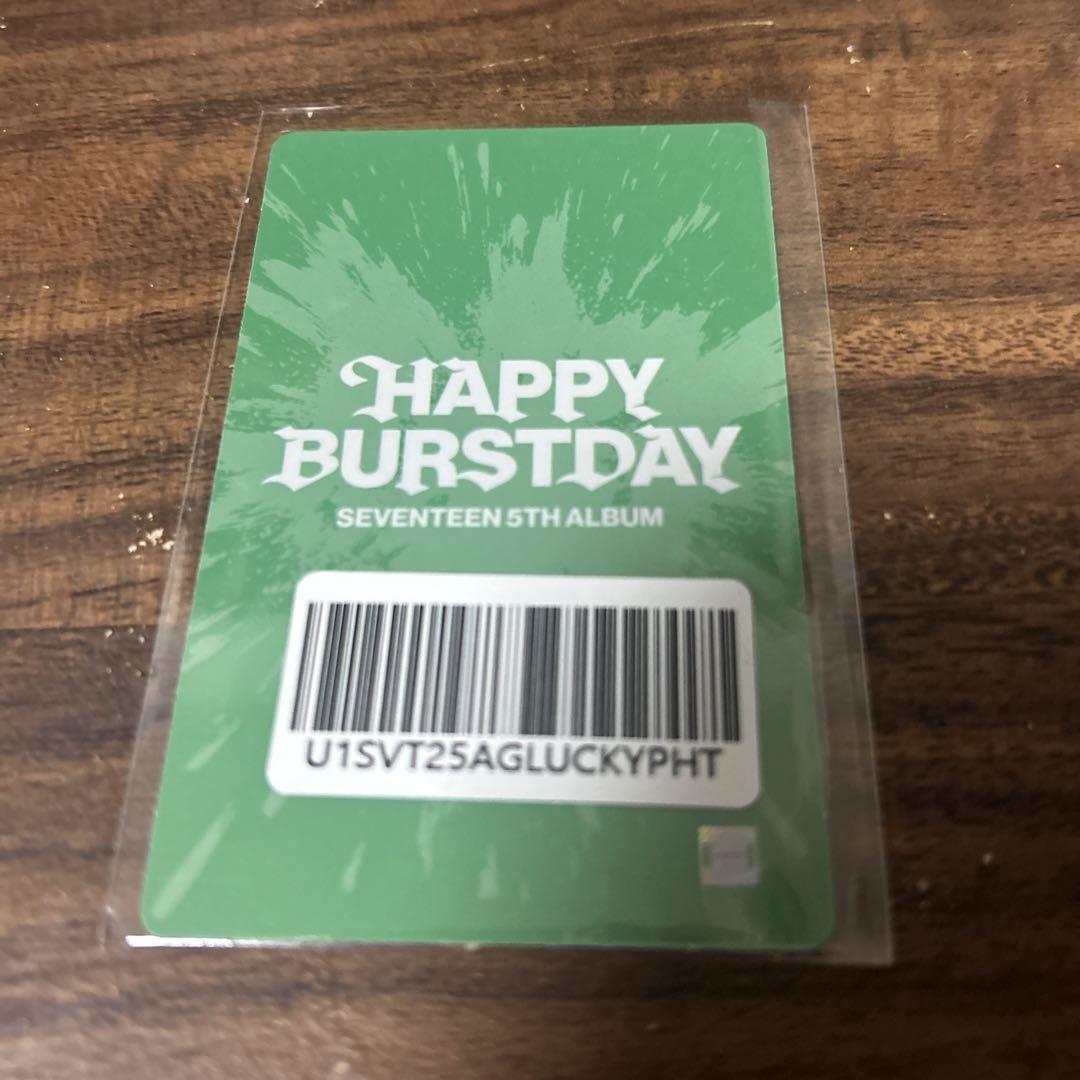 HAPPY
BURSTDAY
SEVENTEEN 5TH ALBUM
U1SVT25AGLUCKYPHT